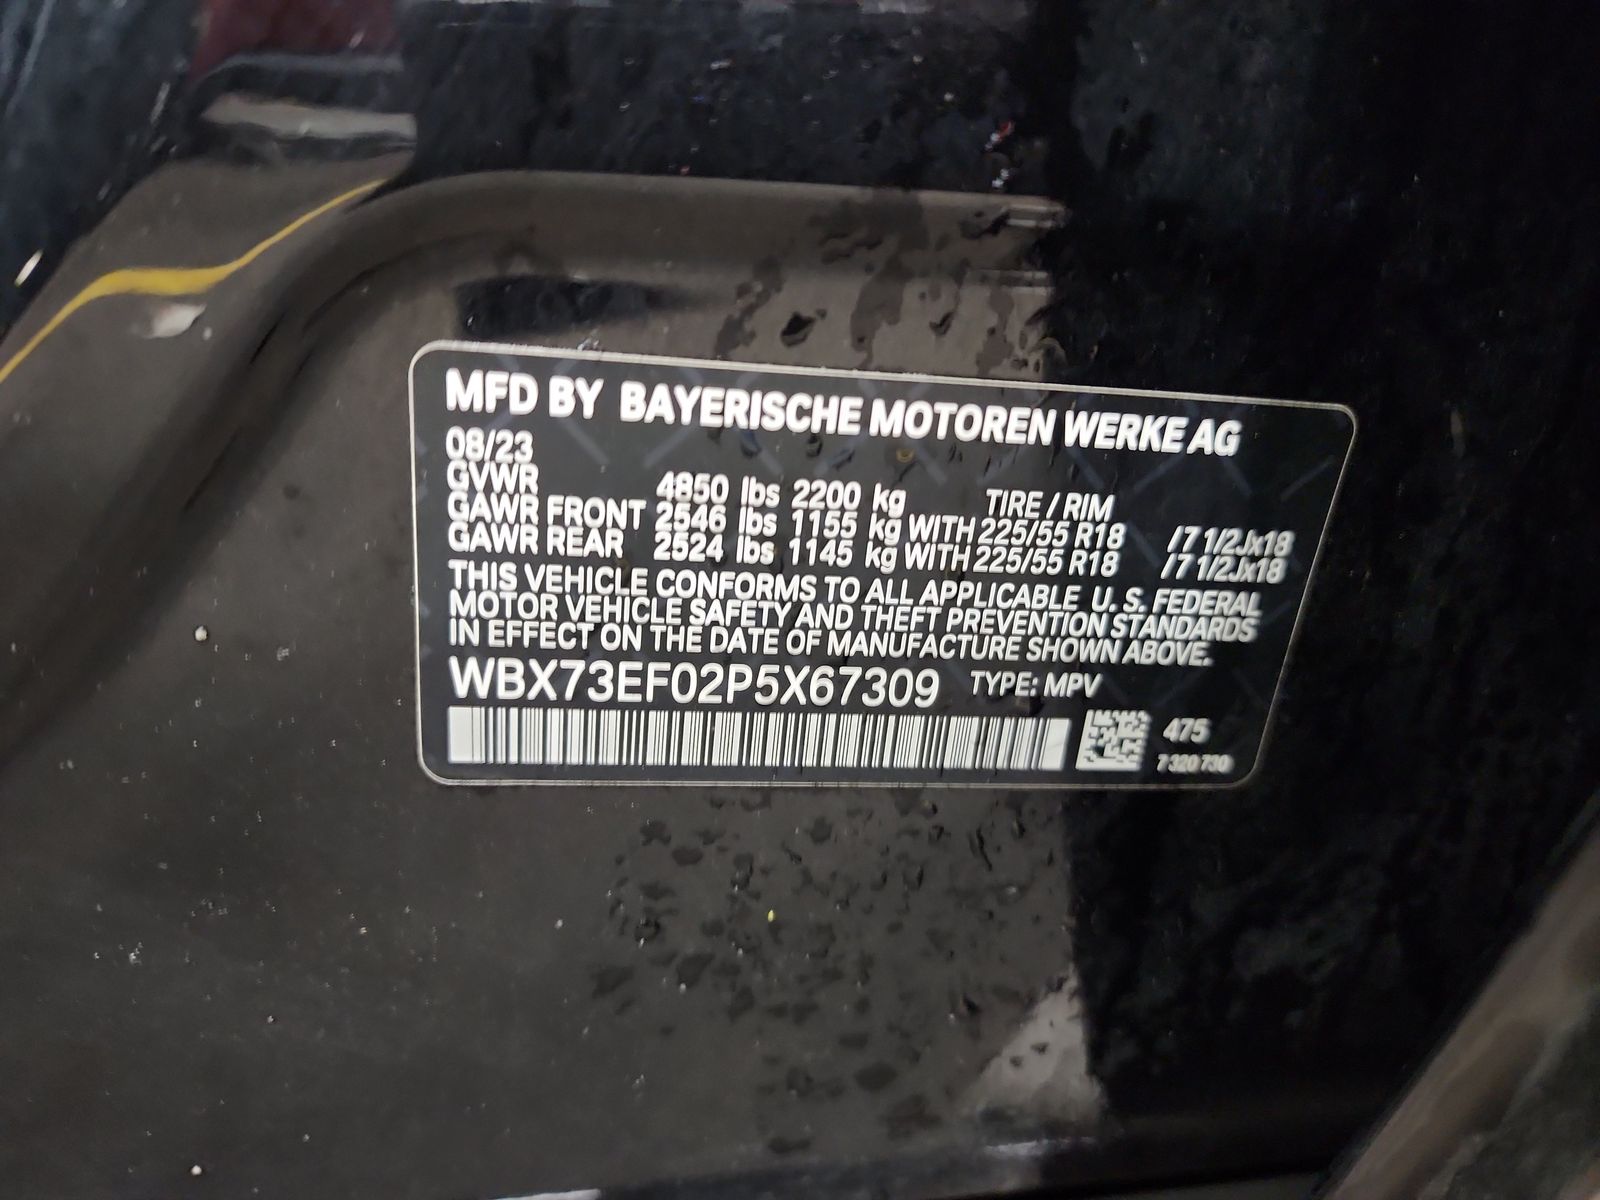 MFD BY BAYERISCHE MOTOREN WERKE AG
08/23
GVWR 4850 lbs 2200 kg TIRE / RIM
GAWR FRONT 2546 lbs 1155 kg WITH 225/55 R18 /7 1/2Jx18
GAWR REAR 2524 lbs 1145 kg WITH 225/55 R18 /7 1/2Jx18
THIS VEHICLE CONFORMS TO ALL APPLICABLE U. S. FEDERAL
MOTOR VEHICLE SAFETY AND THEFT PREVENTION STANDARDS
IN EFFECT ON THE DATE OF MANUFACTURE SHOWN ABOVE.
WBX73EF02P5X67309 TYPE: MPV
475
7 320 730